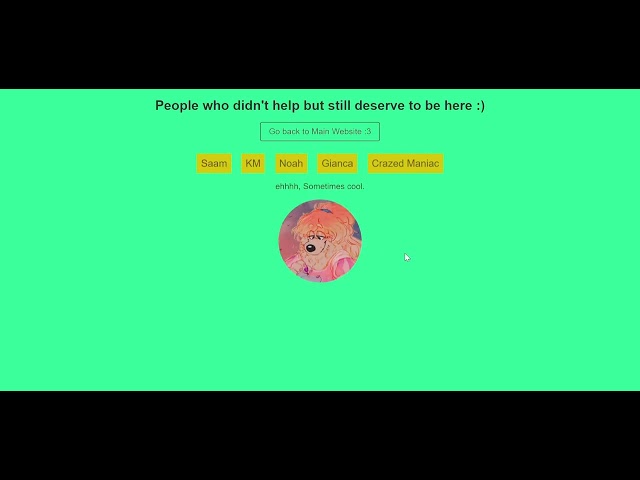 People who didn't help but still deserve to be here :)
Go back to Main Website :3
Saam KM Noah Gianca Crazed Maniac
ehhhh, Sometimes cool.